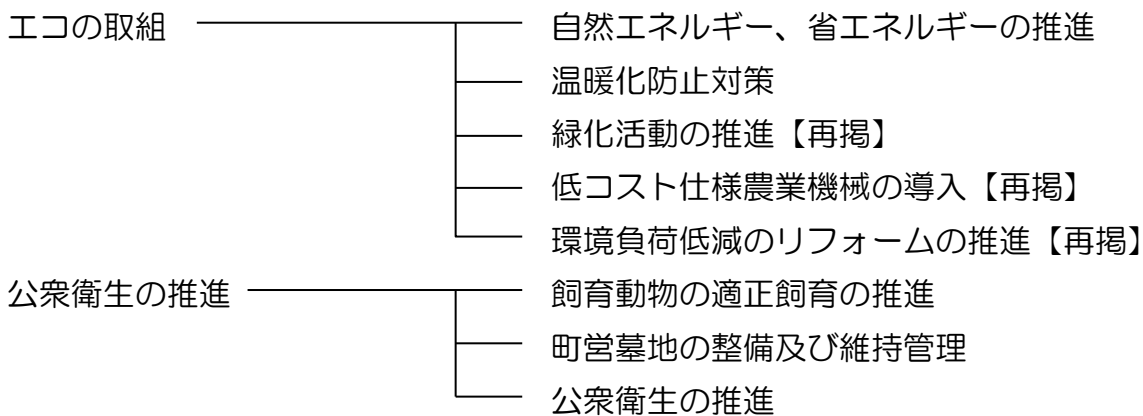 エコの取組 自然エネルギー、省エネルギーの推進
温暖化防止対策
緑化活動の推進【再掲】
低コスト仕様農業機械の導入【再掲】
環境負荷低減のリフォームの推進【再掲】
公衆衛生の推進 飼育動物の適正飼育の推進
町営墓地の整備及び維持管理
公衆衛生の推進